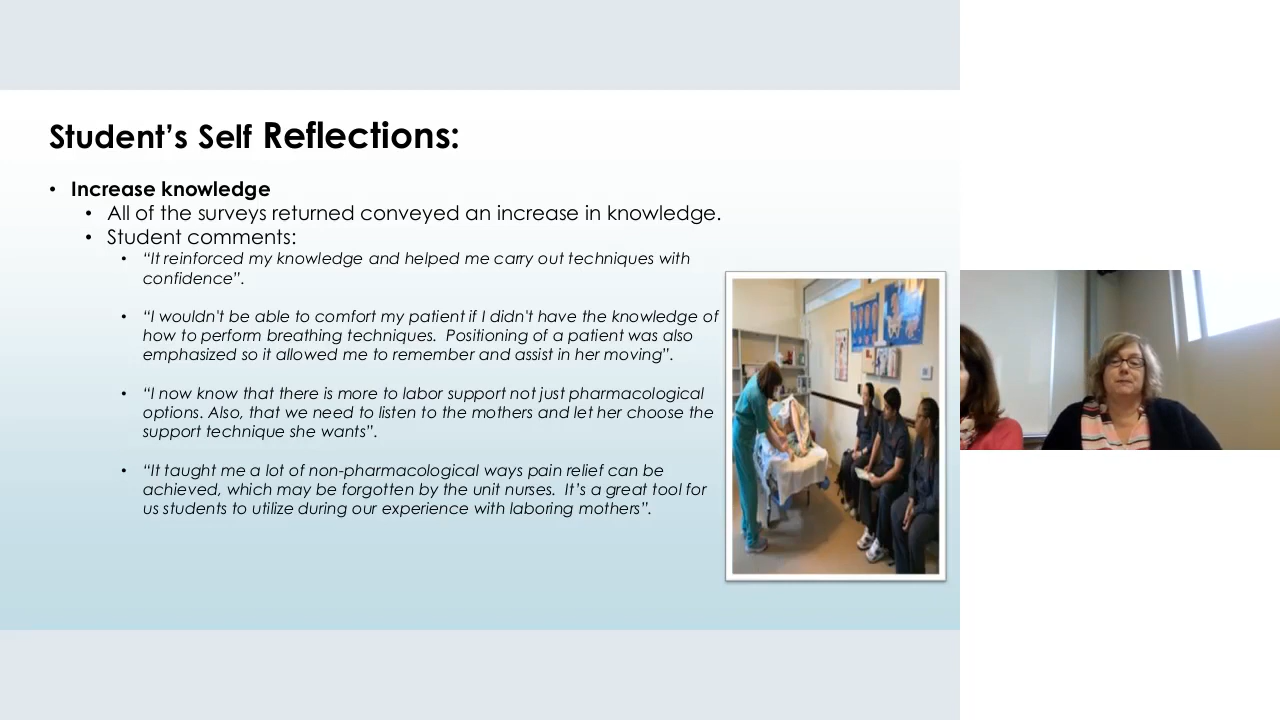 Student’s Self Reflections:
• Increase knowledge
• All of the surveys returned conveyed an increase in knowledge.
• Student comments:
• “It reinforced my knowledge and helped me carry out techniques with
confidence”.
• “I wouldn't be able to comfort my patient if I didn't have the knowledge of
how to perform breathing techniques.  Positioning of a patient was also
emphasized so it allowed me to remember and assist in her moving”.
• “I now know that there is more to labor support not just pharmacological
options. Also, that we need to listen to the mothers and let her choose the
support technique she wants”.
• “It taught me a lot of non-pharmacological ways pain relief can be
achieved, which may be forgotten by the unit nurses.  It’s a great tool for
us students to utilize during our experience with laboring mothers”.